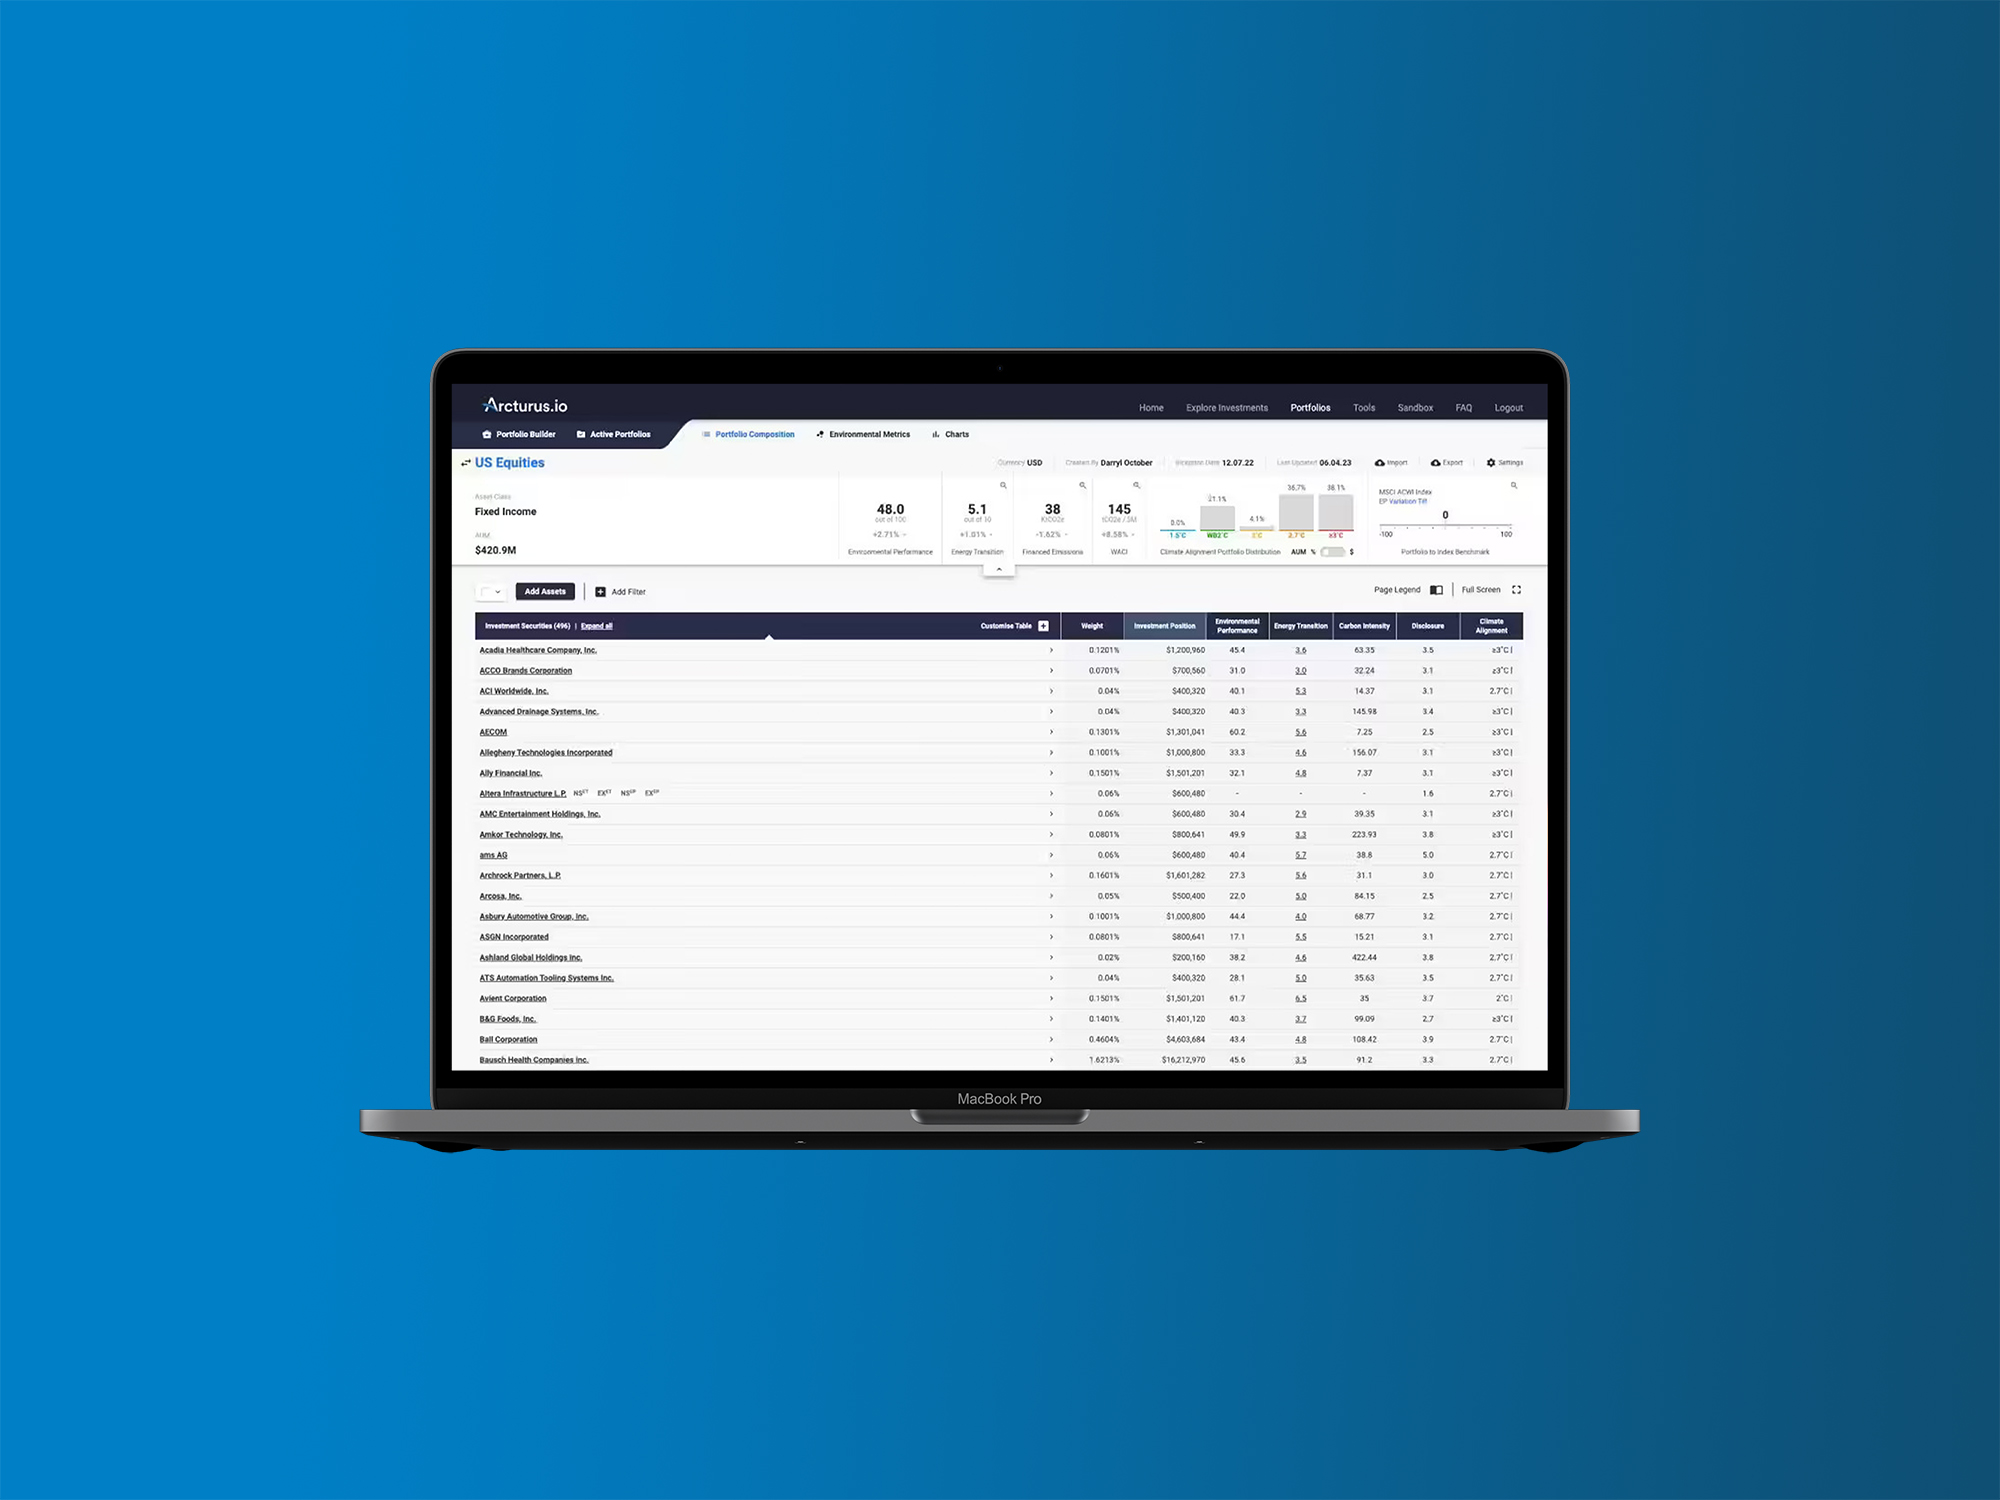 Arcturus.io
Home Explore Investments Portfolios Tools Sandbox FAQ Logout
Portfolio Builder Active Portfolios Portfolio Composition Environmental Metrics Charts
US Equities Currency USD Created By Darryl October Inception Date 12.07.22 Last Updated 06.04.23 Import Export Settings
Asset Class
Fixed Income
AUM
$420.9M
48.0
out of 100
+2.71%
Environmental Performance
5.1
out of 10
+1.01%
Energy Transition
38
KtCO2e
-1.62%
Financed Emissions
145
tCO2e / $M
+8.58%
WACI
0.0% 21.1% 4.1% 36.7% 38.1%
1.5°C WB2°C 2°C 2.7°C ≥3°C
Climate Alignment Portfolio Distribution AUM % $
MSCI ACWI Index
EP Variation Tilt
0
-100 100
Portfolio to Index Benchmark
Add Assets Add Filter Page Legend Full Screen
Investment Securities (496) | Expand all Customise Table Weight Investment Position Environmental Performance Energy Transition Carbon Intensity Disclosure Climate Alignment
Acadia Healthcare Company, Inc. 0.1201% $1,200,960 45.4 3.6 63.35 3.5 ≥3°C
ACCO Brands Corporation 0.0701% $700,560 31.0 3.0 32.24 3.1 ≥3°C
ACI Worldwide, Inc. 0.04% $400,320 40.1 5.3 14.37 3.1 2.7°C
Advanced Drainage Systems, Inc. 0.04% $400,320 40.3 3.3 145.98 3.4 ≥3°C
AECOM 0.1301% $1,301,041 60.2 5.6 7.25 2.5 ≥3°C
Allegheny Technologies Incorporated 0.1001% $1,000,800 33.3 4.6 156.07 3.1 ≥3°C
Ally Financial Inc. 0.1501% $1,501,201 32.1 4.8 7.37 3.1 ≥3°C
Altera Infrastructure L.P. NS EX NS EX 0.06% $600,480 - - - 1.6 2.7°C
AMC Entertainment Holdings, Inc. 0.06% $600,480 30.4 2.9 39.35 3.1 ≥3°C
Amkor Technology, Inc. 0.0801% $800,641 49.9 3.3 223.93 3.8 ≥3°C
ams AG 0.06% $600,480 40.4 5.7 38.8 5.0 2.7°C
Archrock Partners, L.P. 0.1601% $1,601,282 27.3 5.6 31.1 3.0 2.7°C
Arcosa, Inc. 0.05% $500,400 22.0 5.0 84.15 2.5 2.7°C
Asbury Automotive Group, Inc. 0.1001% $1,000,800 44.4 4.0 68.77 3.2 2.7°C
ASGN Incorporated 0.0801% $800,641 17.1 5.5 15.21 3.1 2.7°C
Ashland Global Holdings Inc. 0.02% $200,160 38.2 4.6 422.44 3.8 2.7°C
ATS Automation Tooling Systems Inc. 0.04% $400,320 28.1 5.0 35.63 3.5 2.7°C
Avient Corporation 0.1501% $1,501,201 61.7 6.5 35 3.7 2°C
B&G Foods, Inc. 0.1401% $1,401,120 40.3 3.7 99.09 2.7 ≥3°C
Ball Corporation 0.4604% $4,603,684 43.4 4.8 108.42 3.9 2.7°C
Bausch Health Companies Inc. 1.6213% $16,212,970 45.6 3.5 91.2 3.3 2.7°C
MacBook Pro